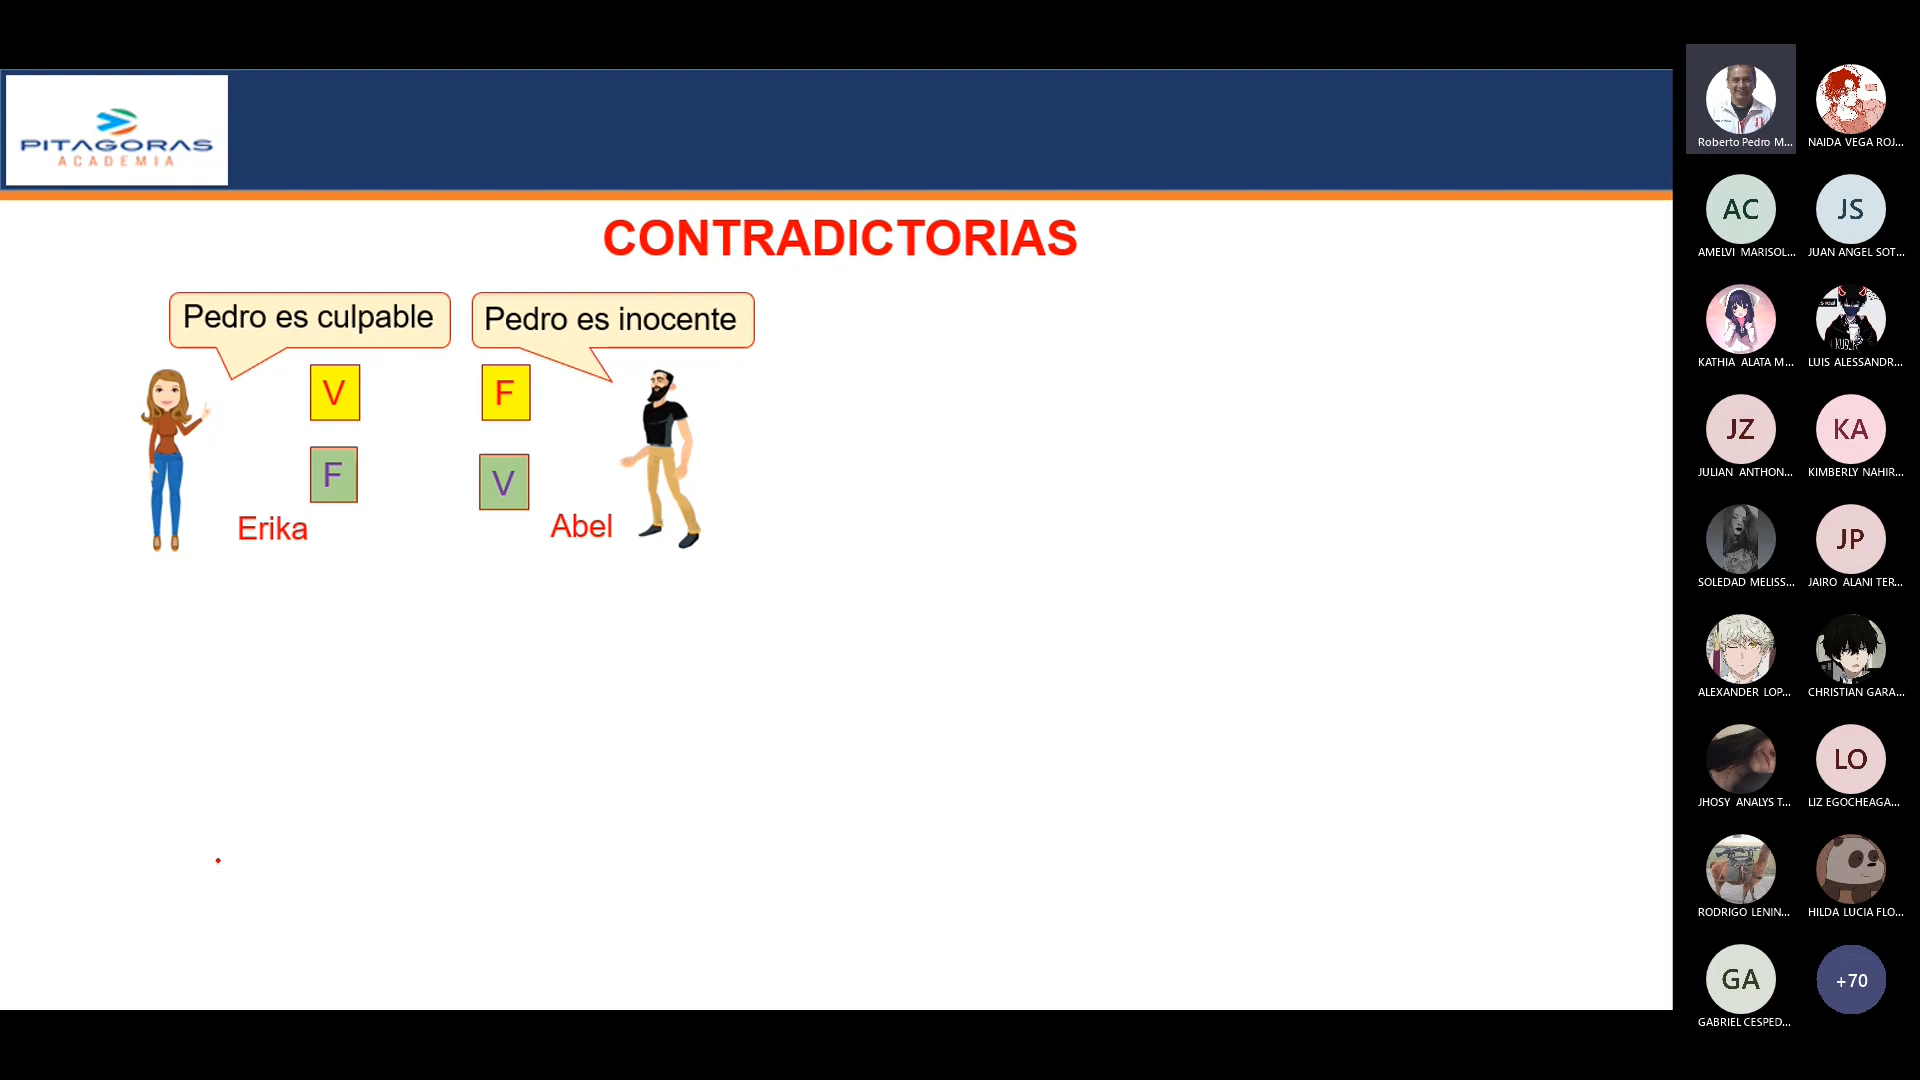 PITAGORAS
ACADEMIA
CONTRADICTORIAS
Pedro es culpable
Pedro es inocente
V
F
F
V
Erika
Abel
Roberto Pedro M...
NAIDA VEGA ROJ...
AC
JS
AMELVI MARISOL...
JUAN ANGEL SOT...
KATHIA ALATA M...
LUIS ALESSANDR...
JZ
KA
JULIAN ANTHON...
KIMBERLY NAHIR...
JP
SOLEDAD MELISS...
JAIRO ALANI TER...
ALEXANDER LOP...
CHRISTIAN GARA...
LO
JHOSY ANALYS T...
LIZ EGOCHEAGA...
RODRIGO LENIN...
HILDA LUCIA FLO...
GA
+70
GABRIEL CESPED...